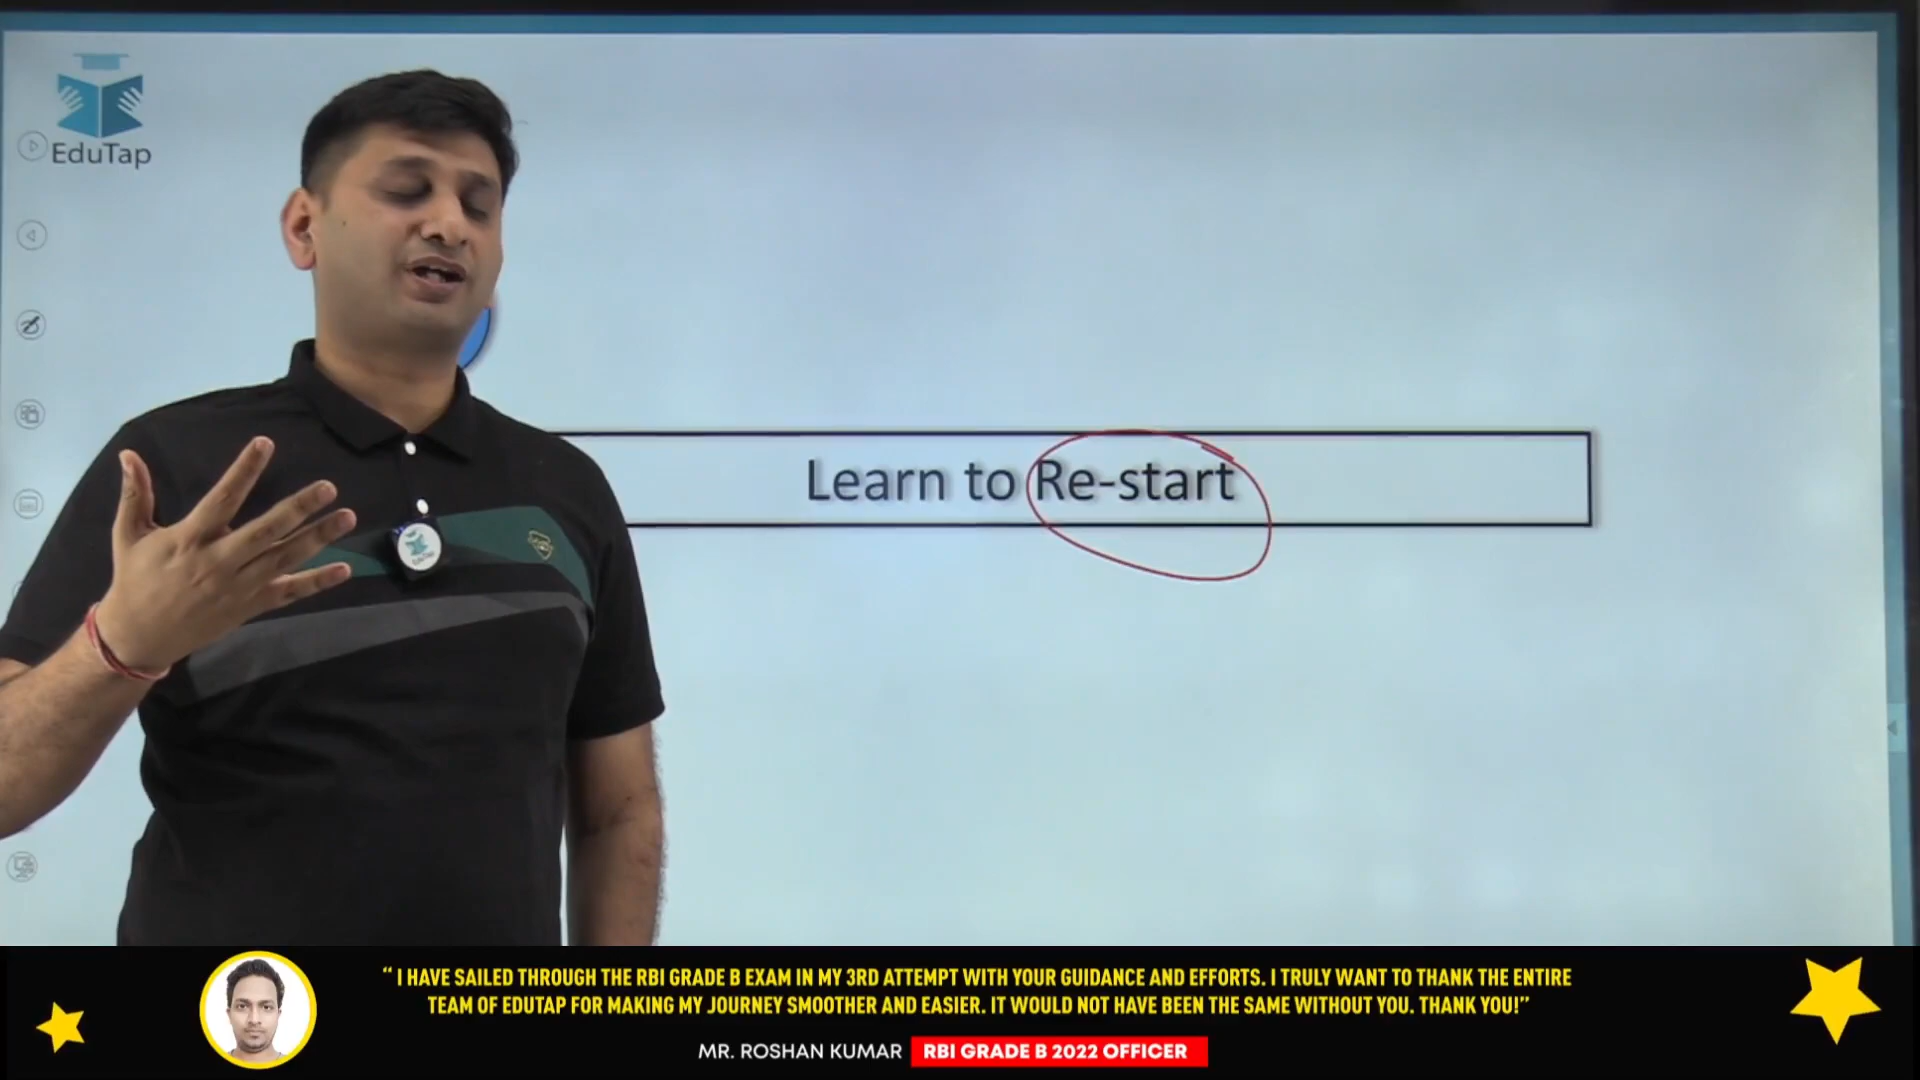 EduTap
Learn to Re-start
EduTap
“ I HAVE SAILED THROUGH THE RBI GRADE B EXAM IN MY 3RD ATTEMPT WITH YOUR GUIDANCE AND EFFORTS. I TRULY WANT TO THANK THE ENTIRE
TEAM OF EDUTAP FOR MAKING MY JOURNEY SMOOTHER AND EASIER. IT WOULD NOT HAVE BEEN THE SAME WITHOUT YOU. THANK YOU!”
MR. ROSHAN KUMAR RBI GRADE B 2022 OFFICER